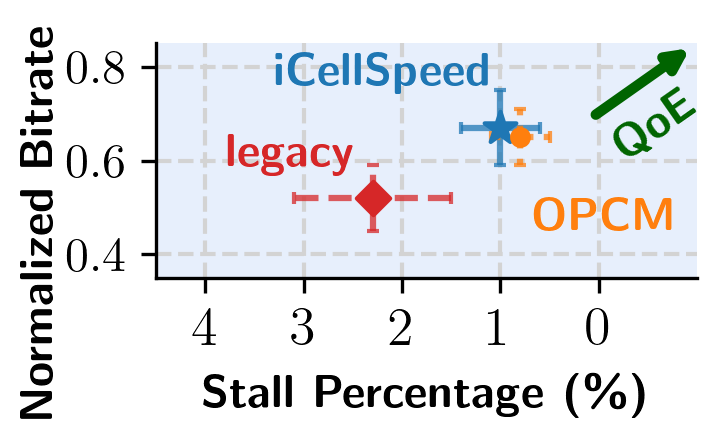 Normalized Bitrate
0.8
0.6
0.4
iCellSpeed
legacy
OPCM
QoE
4 3 2 1 0
Stall Percentage (%)